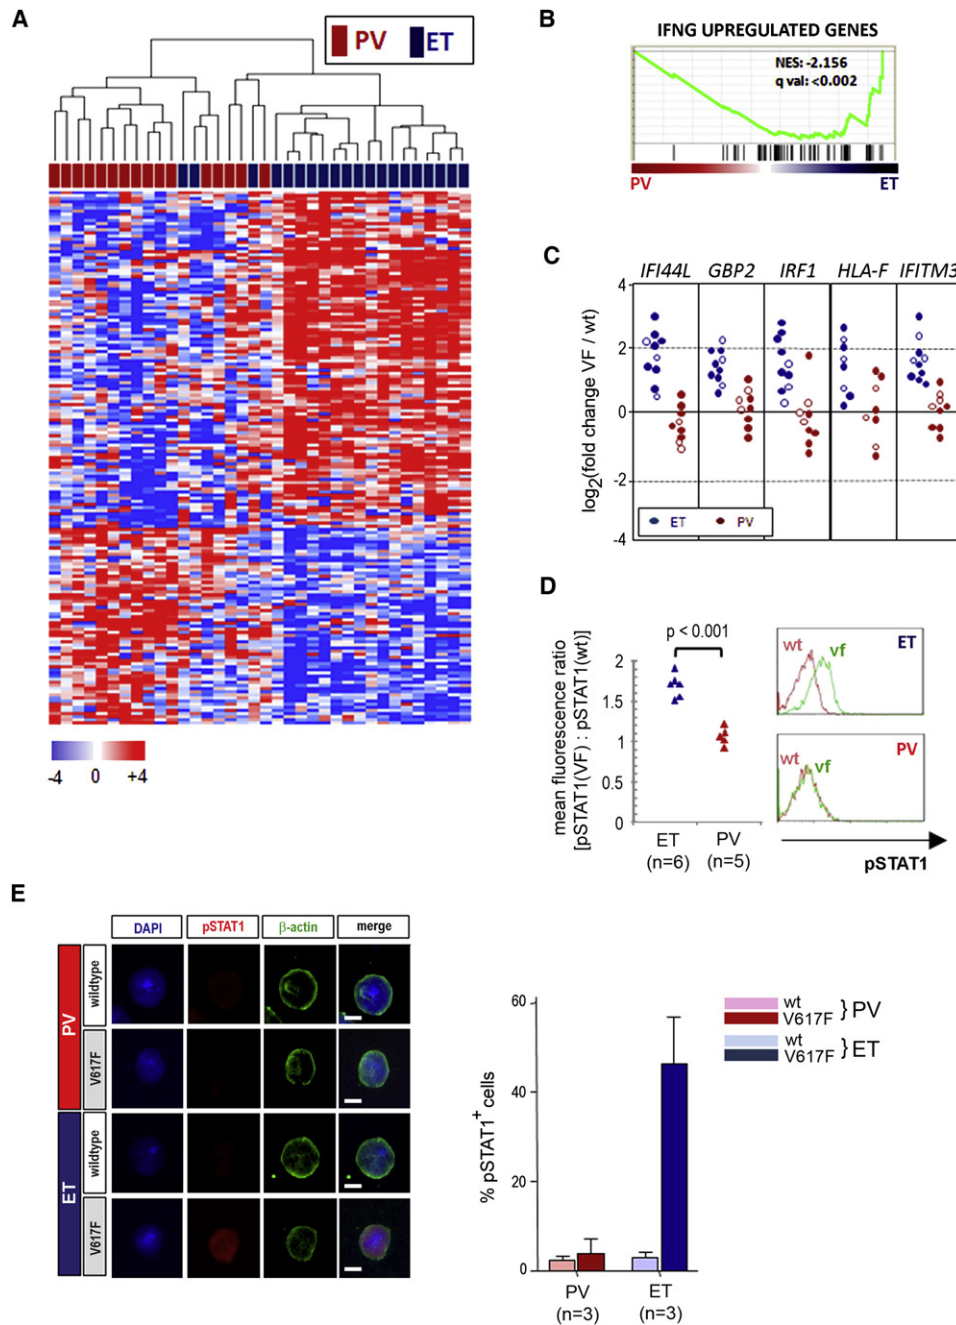 A
PV ET
-4 0 +4
B
IFNG UPREGULATED GENES
NES: -2.156
q val: <0.002
PV ET
C
IFI44L GBP2 IRF1 HLA-F IFITM3
log2(fold change VF / wt)
4
2
0
-2
-4
ET PV
D
mean fluorescence ratio
[pSTAT1(VF) : pSTAT1(wt)]
p < 0.001
2
1.5
1
0.5
0
ET PV
(n=6) (n=5)
wt vf ET
wt vf PV
pSTAT1
E
DAPI pSTAT1 β-actin merge
PV
wildtype
V617F
ET
wildtype
V617F
% pSTAT1+ cells
60
40
20
0
PV ET
(n=3) (n=3)
wt
V617F } PV
wt
V617F } ET